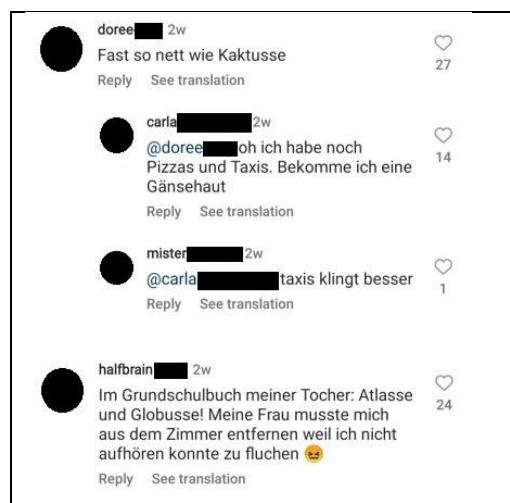 doree 2w
Fast so nett wie Kaktusse
27
Reply See translation
carla 2w
@doree oh ich habe noch
Pizzas und Taxis. Bekomme ich eine
Gänsehaut
14
Reply See translation
mister 2w
@carla taxis klingt besser
1
Reply See translation
halfbrain 2w
Im Grundschulbuch meiner Tocher: Atlasse
und Globusse! Meine Frau musste mich
aus dem Zimmer entfernen weil ich nicht
aufhören konnte zu fluchen 😖
24
Reply See translation